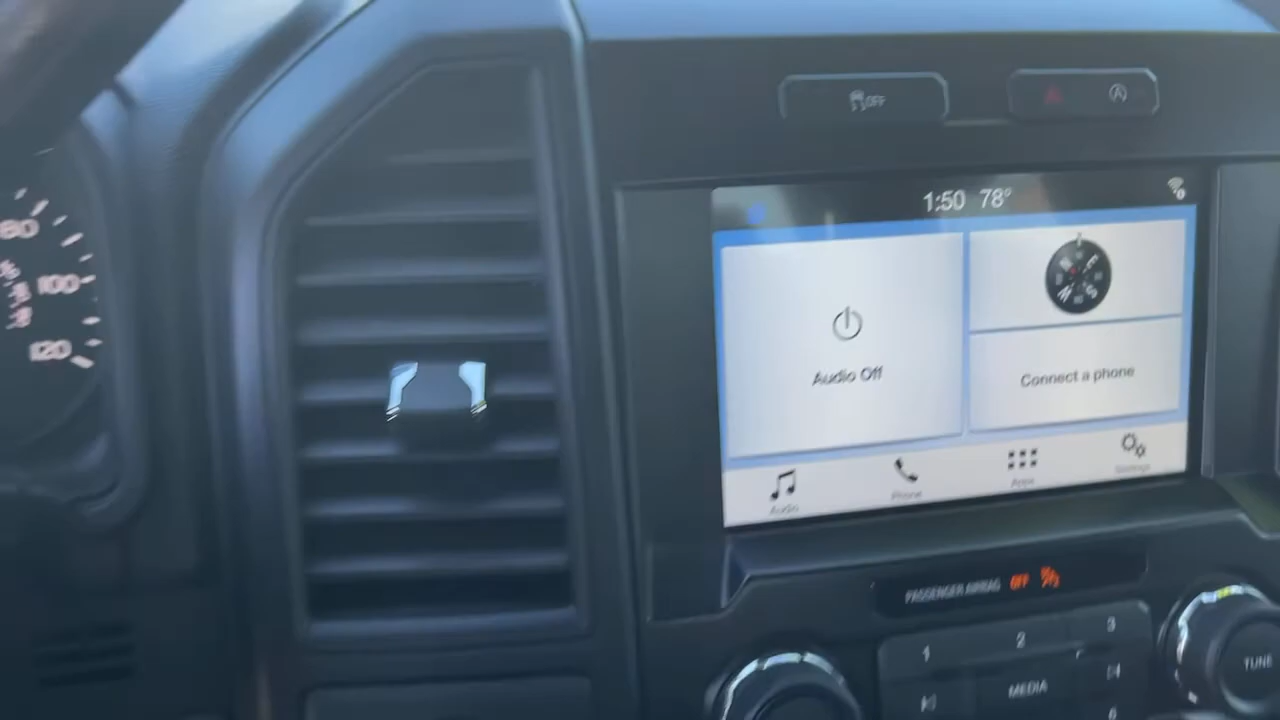 OFF
1:50 78°
80
100
120
Audio Off
Connect a phone
Audio
Phone
Apps
Settings
PASSENGER AIRBAG OFF
1
2
3
MEDIA
TUNE
6